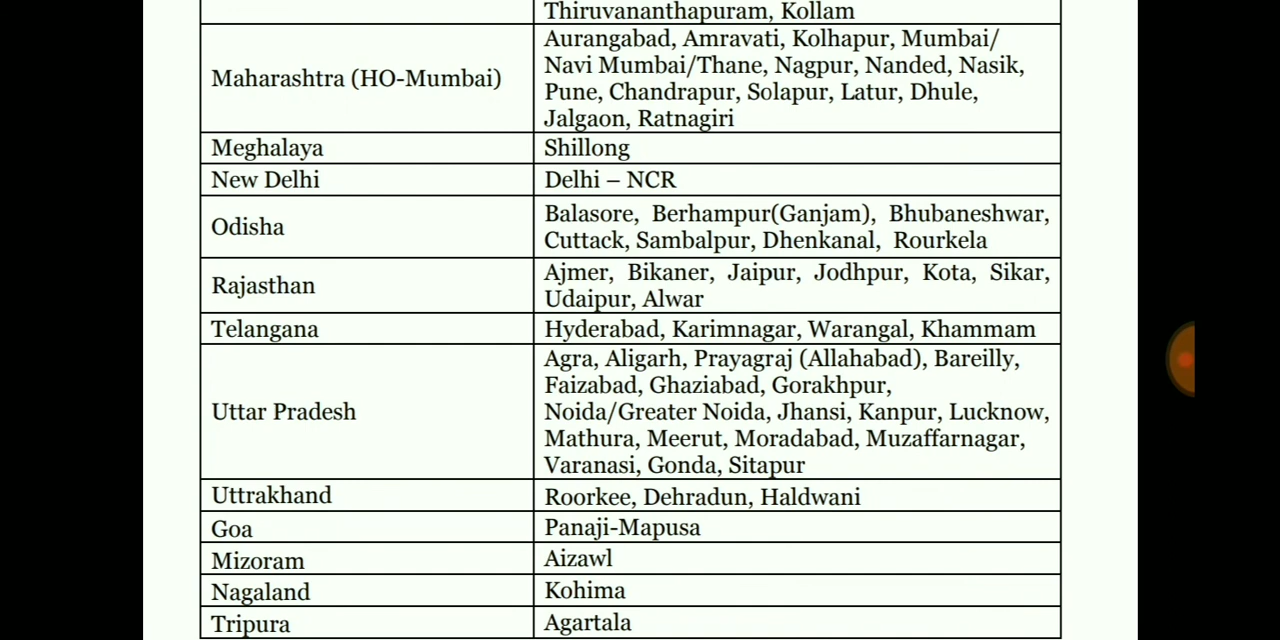 Thiruvananthapuram, Kollam
Maharashtra (HO-Mumbai)
Aurangabad, Amravati, Kolhapur, Mumbai/
Navi Mumbai/Thane, Nagpur, Nanded, Nasik,
Pune, Chandrapur, Solapur, Latur, Dhule,
Jalgaon, Ratnagiri
Meghalaya
Shillong
New Delhi
Delhi – NCR
Odisha
Balasore, Berhampur(Ganjam), Bhubaneshwar,
Cuttack, Sambalpur, Dhenkanal, Rourkela
Rajasthan
Ajmer, Bikaner, Jaipur, Jodhpur, Kota, Sikar,
Udaipur, Alwar
Telangana
Hyderabad, Karimnagar, Warangal, Khammam
Uttar Pradesh
Agra, Aligarh, Prayagraj (Allahabad), Bareilly,
Faizabad, Ghaziabad, Gorakhpur,
Noida/Greater Noida, Jhansi, Kanpur, Lucknow,
Mathura, Meerut, Moradabad, Muzaffarnagar,
Varanasi, Gonda, Sitapur
Uttrakhand
Roorkee, Dehradun, Haldwani
Goa
Panaji-Mapusa
Mizoram
Aizawl
Nagaland
Kohima
Tripura
Agartala